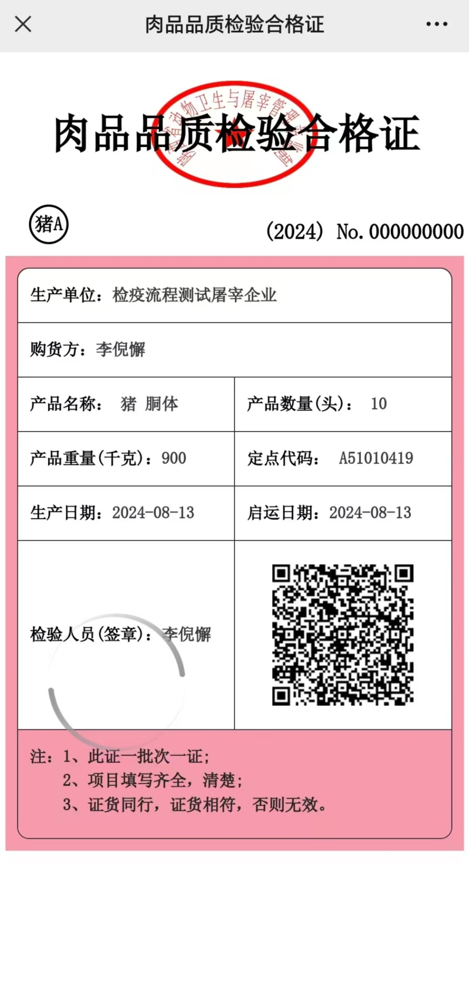 肉品品质检验合格证
陕西省动物卫生与屠宰管理站监制
肉品品质检验合格证
猪A
(2024) No.000000000
生产单位：检疫流程测试屠宰企业
购货方：李倪懈
产品名称： 猪 胴体
产品数量(头)： 10
产品重量(千克)：900
定点代码： A51010419
生产日期：2024-08-13
启运日期：2024-08-13
检验人员(签章)：李倪懈
注：1、此证一批次一证;
2、项目填写齐全，清楚;
3、证货同行，证货相符，否则无效。